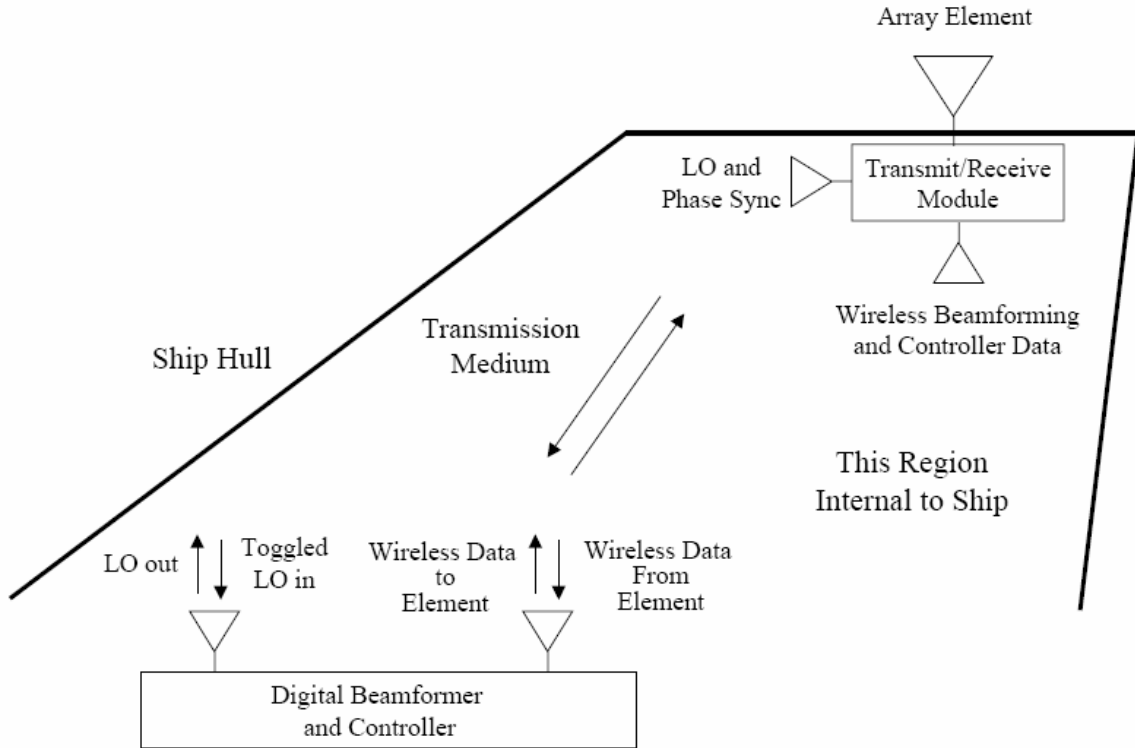 Array Element
LO and
Phase Sync
Transmit/Receive
Module
Wireless Beamforming
and Controller Data
Transmission
Medium
Ship Hull
This Region
Internal to Ship
LO out
Toggled
LO in
Wireless Data
to
Element
Wireless Data
From
Element
Digital Beamformer
and Controller